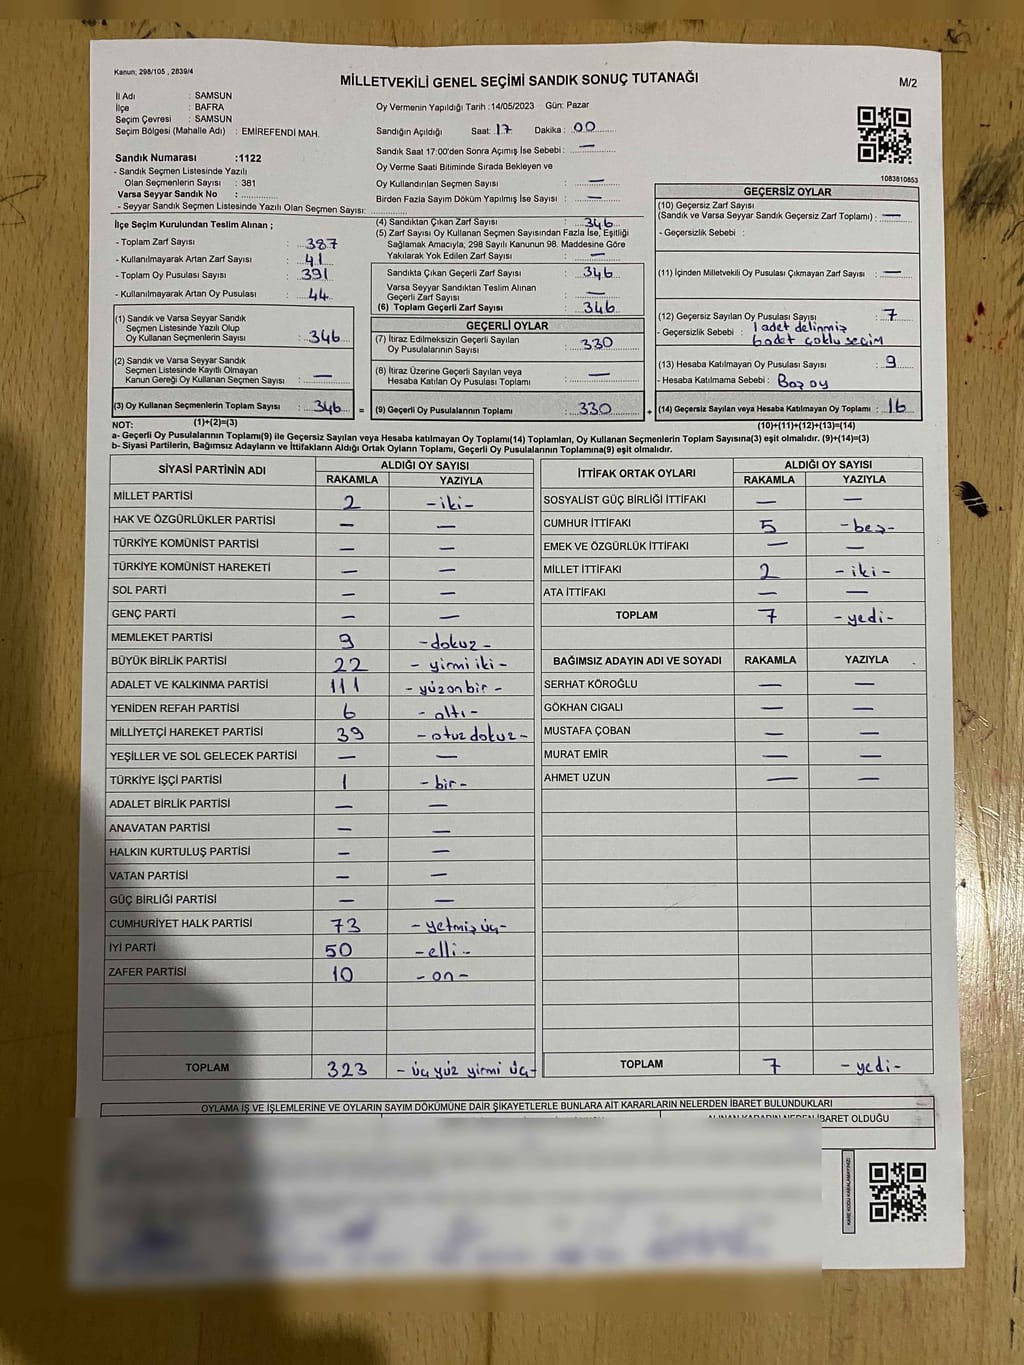 Kanun; 298/105 , 2839/4
MİLLETVEKİLİ GENEL SEÇİMİ SANDIK SONUÇ TUTANAĞI
M/2
İl Adı : SAMSUN
İlçe : BAFRA
Seçim Çevresi : SAMSUN
Seçim Bölgesi (Mahalle Adı) : EMİREFENDİ MAH.
Sandık Numarası :1122
- Sandık Seçmen Listesinde Yazılı
Olan Seçmenlerin Sayısı : 381
Varsa Seyyar Sandık No :
- Seyyar Sandık Seçmen Listesinde Yazılı Olan Seçmen Sayısı:
Oy Vermenin Yapıldığı Tarih :14/05/2023 Gün: Pazar
Sandığın Açıldığı Saat: 17 Dakika : 00
Sandık Saat 17:00'den Sonra Açımış İse Sebebi : —
Oy Verme Saati Bitiminde Sırada Bekleyen ve
Oy Kullandırılan Seçmen Sayısı : —
Birden Fazla Sayım Döküm Yapılmış İse Sayısı : —
1083810853
İlçe Seçim Kurulundan Teslim Alınan ;
- Toplam Zarf Sayısı : 387
- Kullanılmayarak Artan Zarf Sayısı : 41
- Toplam Oy Pusulası Sayısı : 391
- Kullanılmayarak Artan Oy Pusulası : 44
(1) Sandık ve Varsa Seyyar Sandık
Seçmen Listesinde Yazılı Olup
Oy Kullanan Seçmenlerin Sayısı : 346
(2) Sandık ve Varsa Seyyar Sandık
Seçmen Listesinde Kayıtlı Olmayan
Kanun Gereği Oy Kullanan Seçmen Sayısı : —
(3) Oy Kullanan Seçmenlerin Toplam Sayısı : 346 =
(4) Sandıktan Çıkan Zarf Sayısı : 346
(5) Zarf Sayısı Oy Kullanan Seçmen Sayısından Fazla İse, Eşitliği
Sağlamak Amacıyla, 298 Sayılı Kanunun 98. Maddesine Göre
Yakılarak Yok Edilen Zarf Sayısı : —
Sandıkta Çıkan Geçerli Zarf Sayısı : 346
Varsa Seyyar Sandıktan Teslim Alınan
Geçerli Zarf Sayısı : —
(6) Toplam Geçerli Zarf Sayısı : 346
GEÇERLİ OYLAR
(7) İtiraz Edilmeksizin Geçerli Sayılan
Oy Pusulalarının Sayısı : 330
(8) İtiraz Üzerine Geçerli Sayılan veya
Hesaba Katılan Oy Pusulası Toplamı : —
(9) Geçerli Oy Pusulalarının Toplamı : 330 +
GEÇERSİZ OYLAR
(10) Geçersiz Zarf Sayısı
(Sandık ve Varsa Seyyar Sandık Geçersiz Zarf Toplamı) : —
- Geçersizlik Sebebi :
(11) İçinden Milletvekili Oy Pusulası Çıkmayan Zarf Sayısı : —
(12) Geçersiz Sayılan Oy Pusulası Sayısı : 7
- Geçersizlik Sebebi : 1 adet delinmiş
6 adet çoklu seçim
(13) Hesaba Katılmayan Oy Pusulası Sayısı : 9
- Hesaba Katılmama Sebebi : Boş oy
(14) Geçersiz Sayılan veya Hesaba Katılmayan Oy Toplamı : 16
NOT: (1)+(2)=(3) (10)+(11)+(12)+(13)=(14)
a- Geçerli Oy Pusulalarının Toplamı(9) ile Geçersiz Sayılan veya Hesaba katılmayan Oy Toplamı(14) Toplamları, Oy Kullanan Seçmenlerin Toplam Sayısına(3) eşit olmalıdır. (9)+(14)=(3)
b- Siyasi Partilerin, Bağımsız Adayların ve İttifakların Aldığı Ortak Oyların Toplamı, Geçerli Oy Pusulalarının Toplamına(9) eşit olmalıdır.
SİYASİ PARTİNİN ADI ALDIĞI OY SAYISI
RAKAMLA YAZIYLA
MİLLET PARTİSİ 2 -iki-
HAK VE ÖZGÜRLÜKLER PARTİSİ — —
TÜRKİYE KOMÜNİST PARTİSİ — —
TÜRKİYE KOMÜNİST HAREKETİ — —
SOL PARTİ — —
GENÇ PARTİ — —
MEMLEKET PARTİSİ 9 -dokuz-
BÜYÜK BİRLİK PARTİSİ 22 - yirmi iki -
ADALET VE KALKINMA PARTİSİ 111 - yüz on bir -
YENİDEN REFAH PARTİSİ 6 - altı -
MİLLİYETÇİ HAREKET PARTİSİ 39 - otuz dokuz -
YEŞİLLER VE SOL GELECEK PARTİSİ — —
TÜRKİYE İŞÇİ PARTİSİ 1 - bir -
ADALET BİRLİK PARTİSİ — —
ANAVATAN PARTİSİ — —
HALKIN KURTULUŞ PARTİSİ — —
VATAN PARTİSİ — —
GÜÇ BİRLİĞİ PARTİSİ — —
CUMHURİYET HALK PARTİSİ 73 - yetmiş üç -
İYİ PARTİ 50 - elli -
ZAFER PARTİSİ 10 - on -
TOPLAM 323 - üç yüz yirmi üç -
İTTİFAK ORTAK OYLARI ALDIĞI OY SAYISI
RAKAMLA YAZIYLA
SOSYALİST GÜÇ BİRLİĞİ İTTİFAKI — —
CUMHUR İTTİFAKI 5 - beş -
EMEK VE ÖZGÜRLÜK İTTİFAKI — —
MİLLET İTTİFAKI 2 - iki -
ATA İTTİFAKI — —
TOPLAM 7 - yedi -
BAĞIMSIZ ADAYIN ADI VE SOYADI RAKAMLA YAZIYLA
SERHAT KÖROĞLU — —
GÖKHAN CIGALI — —
MUSTAFA ÇOBAN — —
MURAT EMİR — —
AHMET UZUN — —
TOPLAM 7 - yedi -
OYLAMA İŞ VE İŞLEMLERİNE VE OYLARIN SAYIM DÖKÜMÜNE DAİR ŞİKAYETLERLE BUNLARA AİT KARARLARIN NELERDEN İBARET BULUNDUKLARI
ALINAN KARARIN NEDEN İBARET OLDUĞU
KARE KODU KARALAMAYINIZ!